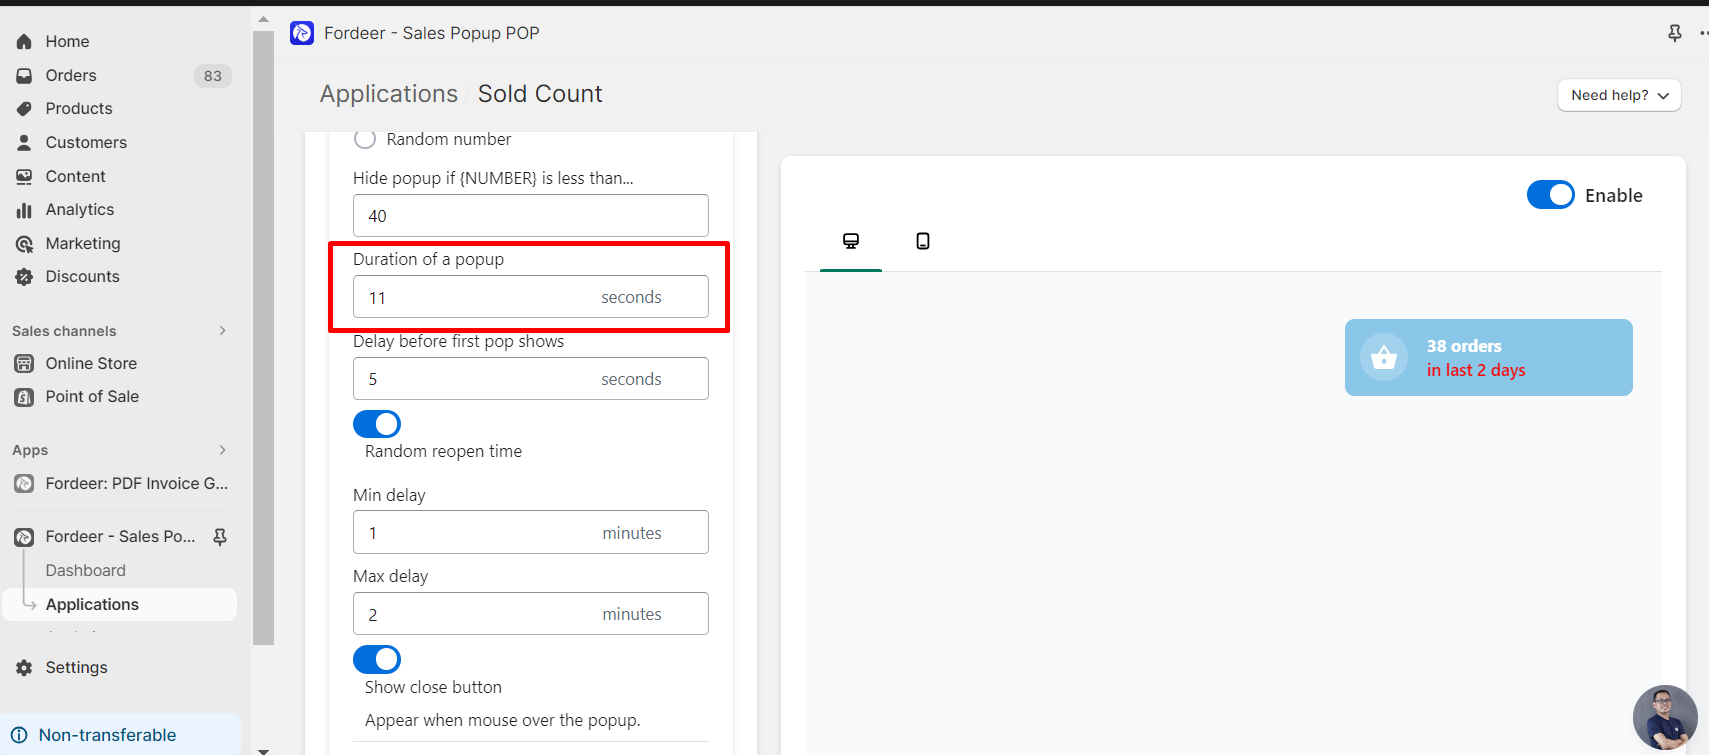 Fordeer - Sales Popup POP
Home
Orders 83
Products
Customers
Content
Analytics
Marketing
Discounts
Sales channels
Online Store
Point of Sale
Apps
Fordeer: PDF Invoice G...
Fordeer - Sales Po...
Dashboard
Applications
Settings
Non-transferable
Applications / Sold Count
Need help?
Random number
Hide popup if {NUMBER} is less than...
40
Duration of a popup
11 seconds
Delay before first pop shows
5 seconds
Random reopen time
Min delay
1 minutes
Max delay
2 minutes
Show close button
Appear when mouse over the popup.
Enable
38 orders
in last 2 days